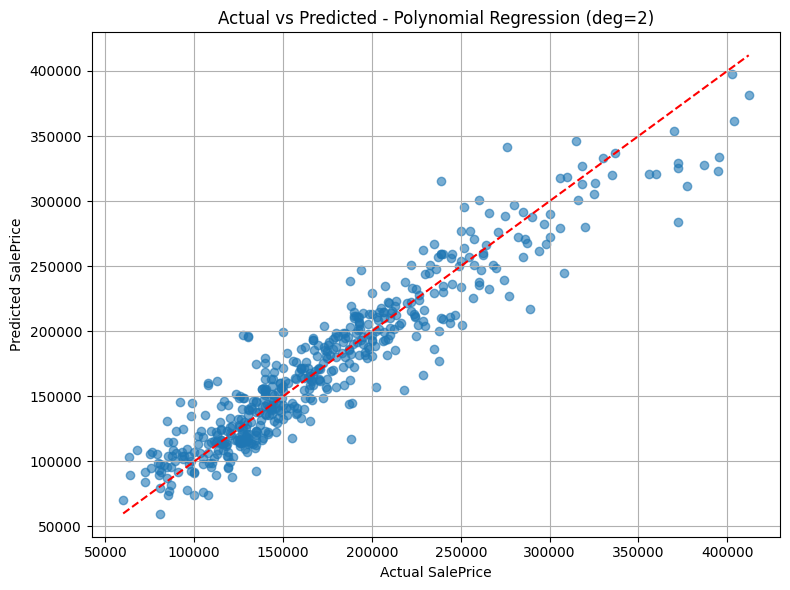 Actual vs Predicted - Polynomial Regression (deg=2)
400000
350000
300000
250000
200000
150000
100000
50000
Predicted SalePrice
50000 100000 150000 200000 250000 300000 350000 400000
Actual SalePrice